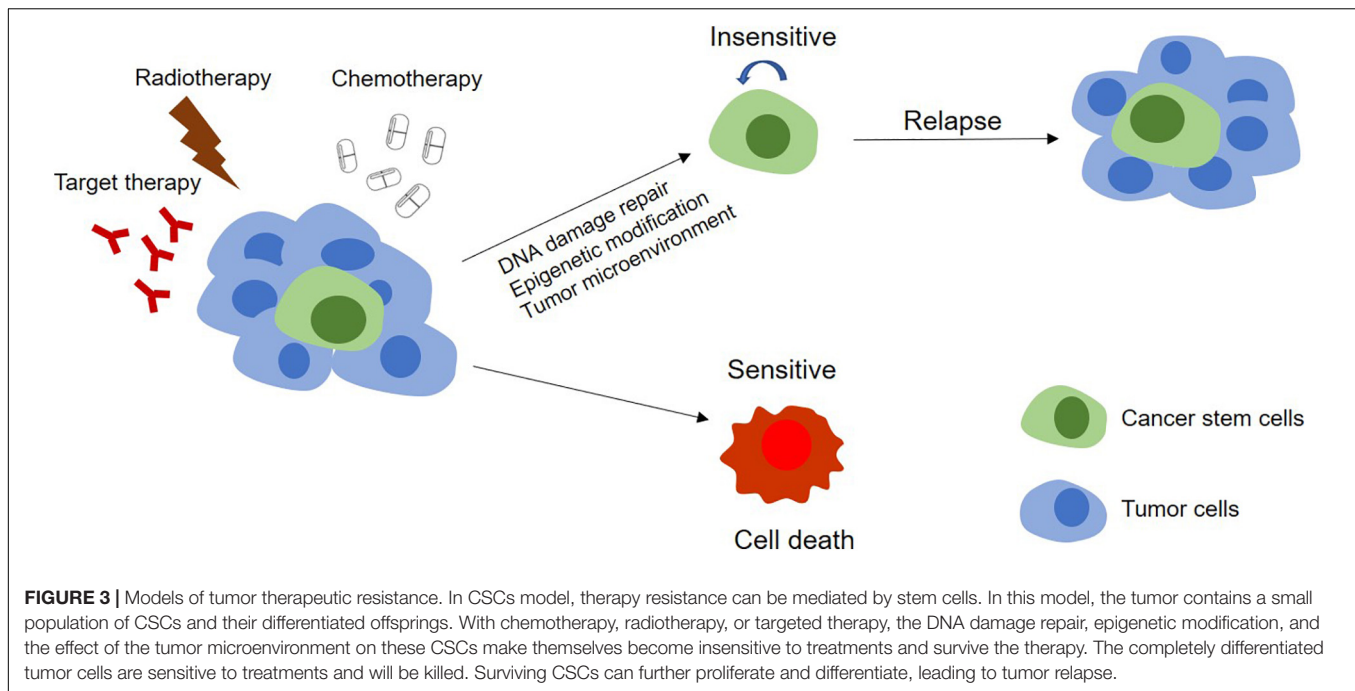 Radiotherapy
Chemotherapy
Target therapy
DNA damage repair
Epigenetic modification
Tumor microenvironment
Insensitive
Relapse
Sensitive
Cell death
Cancer stem cells
Tumor cells
FIGURE 3 | Models of tumor therapeutic resistance. In CSCs model, therapy resistance can be mediated by stem cells. In this model, the tumor contains a small
population of CSCs and their differentiated offsprings. With chemotherapy, radiotherapy, or targeted therapy, the DNA damage repair, epigenetic modification, and
the effect of the tumor microenvironment on these CSCs make themselves become insensitive to treatments and survive the therapy. The completely differentiated
tumor cells are sensitive to treatments and will be killed. Surviving CSCs can further proliferate and differentiate, leading to tumor relapse.